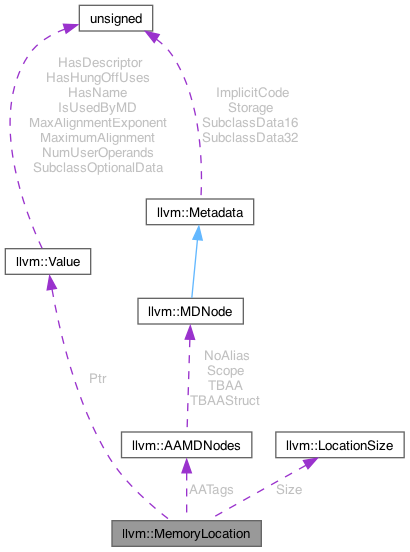 unsigned
HasDescriptor
HasHungOffUses
HasName
IsUsedByMD
MaxAlignmentExponent
MaximumAlignment
NumUserOperands
SubclassOptionalData
ImplicitCode
Storage
SubclassData16
SubclassData32
llvm::Metadata
llvm::Value
llvm::MDNode
NoAlias
Scope
TBAA
TBAAStruct
Ptr
llvm::AAMDNodes
llvm::LocationSize
AATags
Size
llvm::MemoryLocation